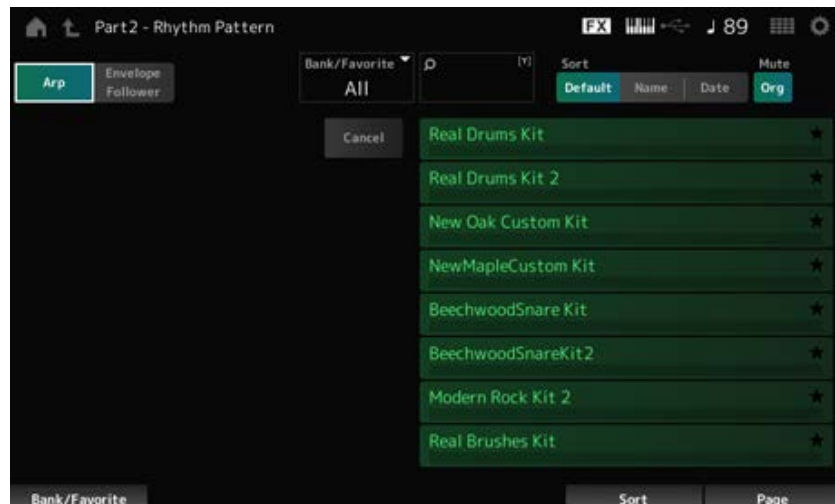 Part2 - Rhythm Pattern FX ♩ 89
Arp Envelope Follower
Bank/Favorite
All
[Y]
Sort
Default Name Date
Mute
Org
Cancel
Real Drums Kit
Real Drums Kit 2
New Oak Custom Kit
NewMapleCustom Kit
BeechwoodSnare Kit
BeechwoodSnareKit2
Modern Rock Kit 2
Real Brushes Kit
Bank/Favorite Sort Page